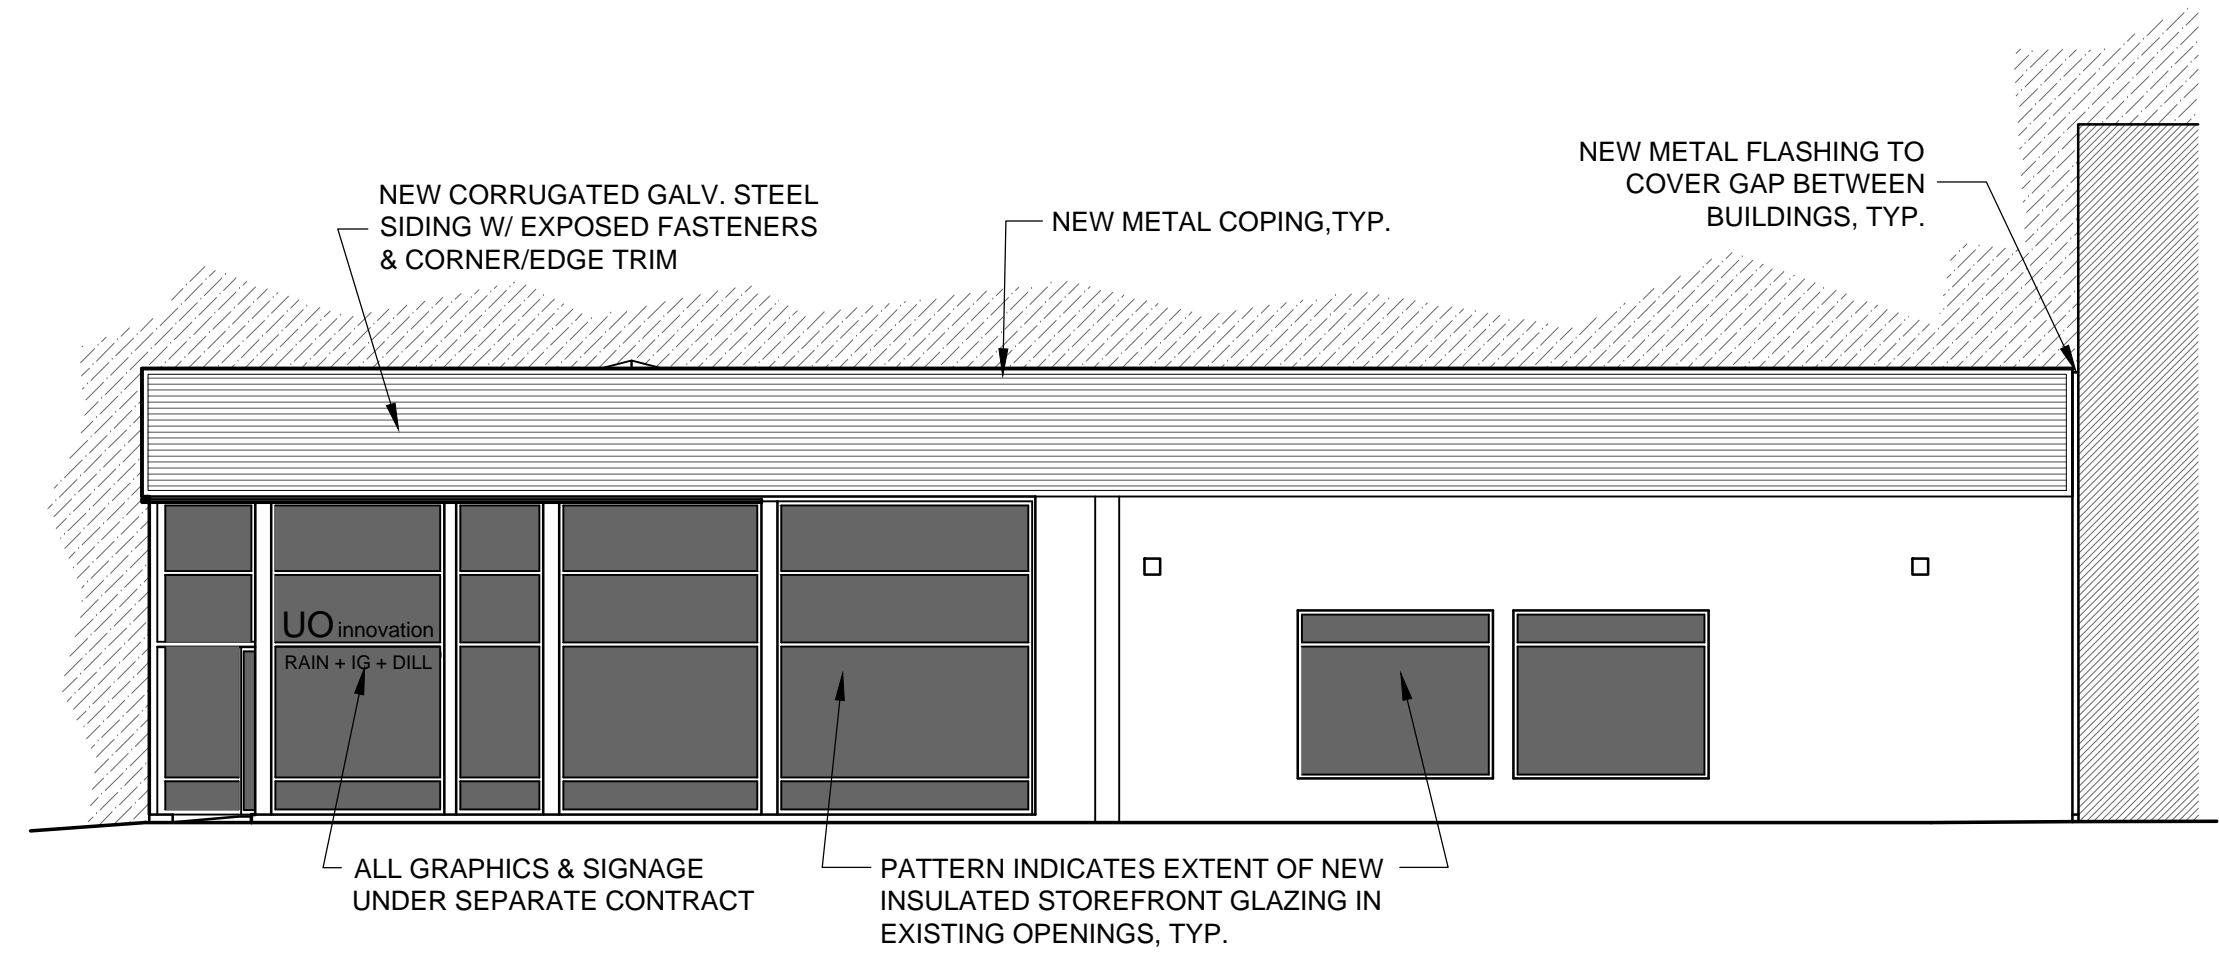 NEW METAL FLASHING TO
COVER GAP BETWEEN
BUILDINGS, TYP.
NEW CORRUGATED GALV. STEEL
SIDING W/ EXPOSED FASTENERS
& CORNER/EDGE TRIM
NEW METAL COPING,TYP.
UO innovation
RAIN + IG + DILL
ALL GRAPHICS & SIGNAGE
UNDER SEPARATE CONTRACT
PATTERN INDICATES EXTENT OF NEW
INSULATED STOREFRONT GLAZING IN
EXISTING OPENINGS, TYP.